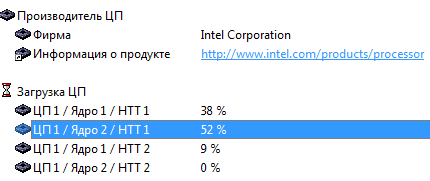 Производитель ЦП
Фирма Intel Corporation
Информация о продукте http://www.intel.com/products/processor
Загрузка ЦП
ЦП 1 / Ядро 1 / HTT 1 38 %
ЦП 1 / Ядро 2 / HTT 1 52 %
ЦП 1 / Ядро 1 / HTT 2 9 %
ЦП 1 / Ядро 2 / HTT 2 0 %